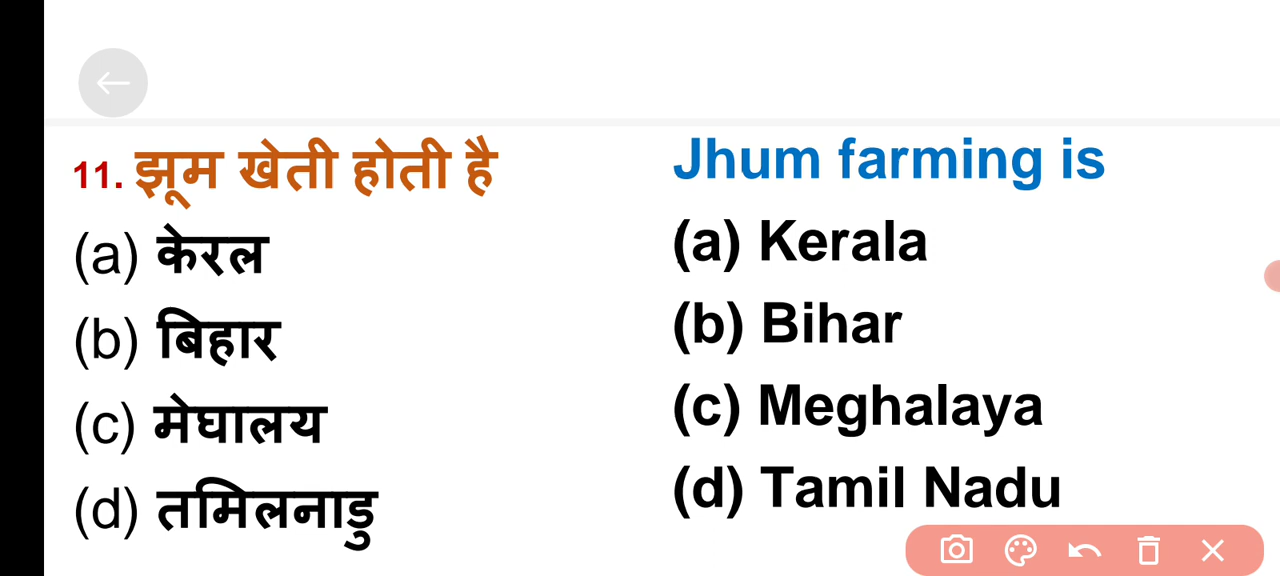 11. झूम खेती होती है
(a) केरल
(b) बिहार
(c) मेघालय
(d) तमिलनाडु
Jhum farming is
(a) Kerala
(b) Bihar
(c) Meghalaya
(d) Tamil Nadu